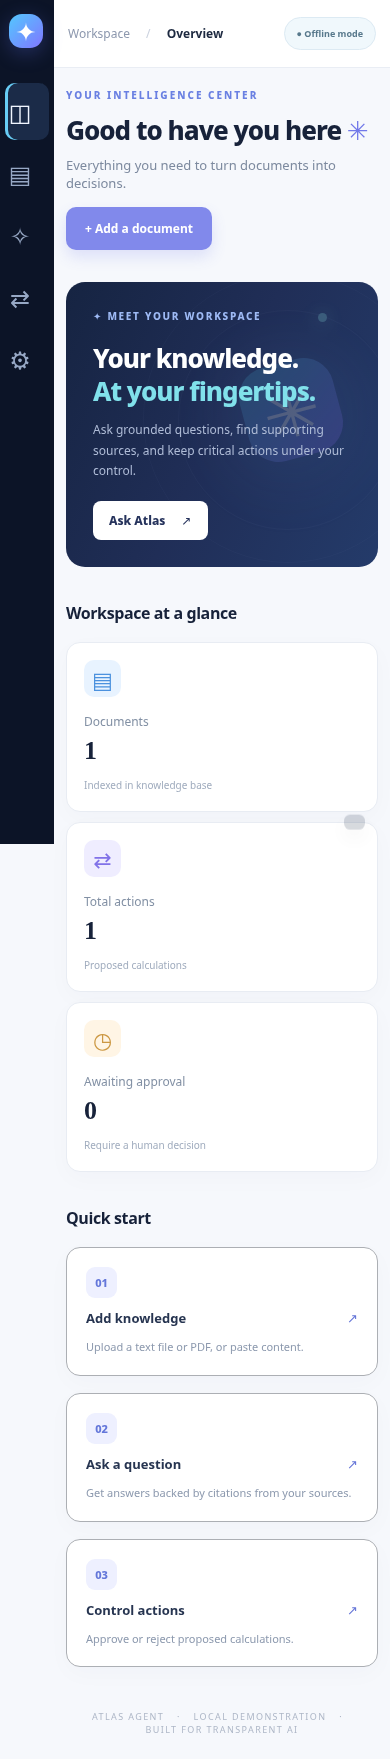 Workspace / Overview
● Offline mode
YOUR INTELLIGENCE CENTER
Good to have you here ✳
Everything you need to turn documents into
decisions.
+ Add a document
✦ MEET YOUR WORKSPACE
Your knowledge.
At your fingertips.
Ask grounded questions, find supporting
sources, and keep critical actions under your
control.
Ask Atlas ↗
Workspace at a glance
Documents
1
Indexed in knowledge base
Total actions
1
Proposed calculations
Awaiting approval
0
Require a human decision
Quick start
01
Add knowledge ↗
Upload a text file or PDF, or paste content.
02
Ask a question ↗
Get answers backed by citations from your sources.
03
Control actions ↗
Approve or reject proposed calculations.
ATLAS AGENT · LOCAL DEMONSTRATION ·
BUILT FOR TRANSPARENT AI